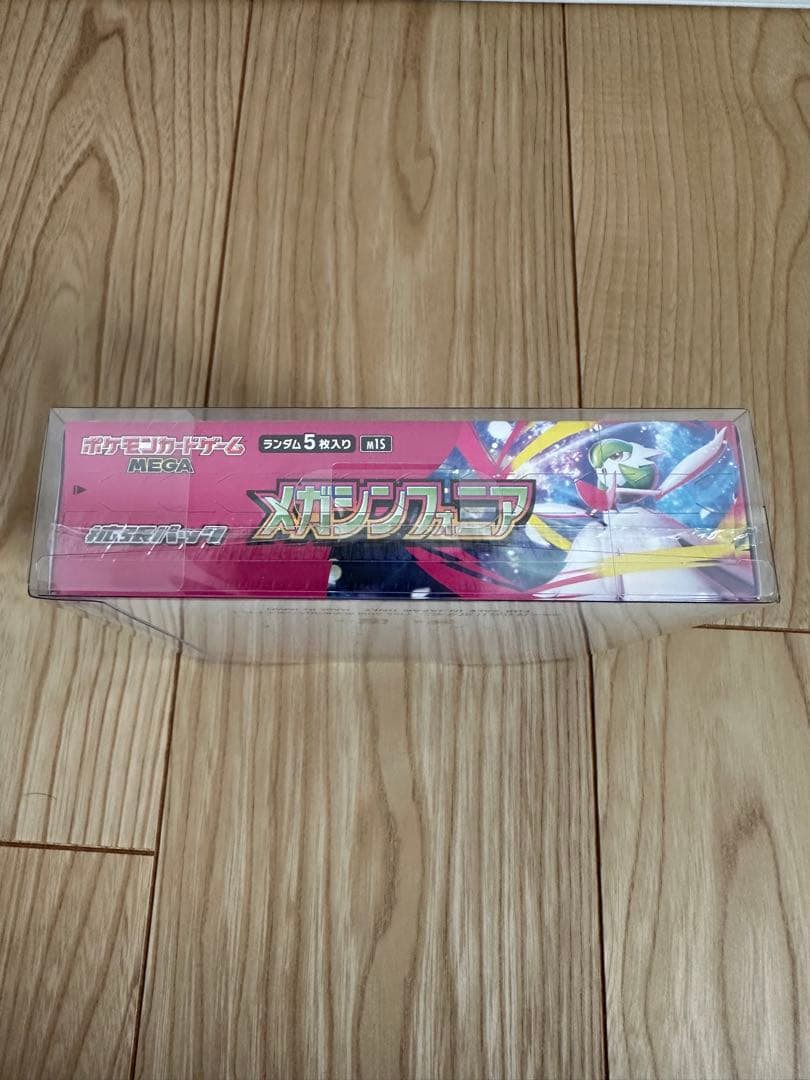 ポケモンカードゲーム
MEGA
ランダム5枚入り
M1S
メガシンフォニア
拡張パック